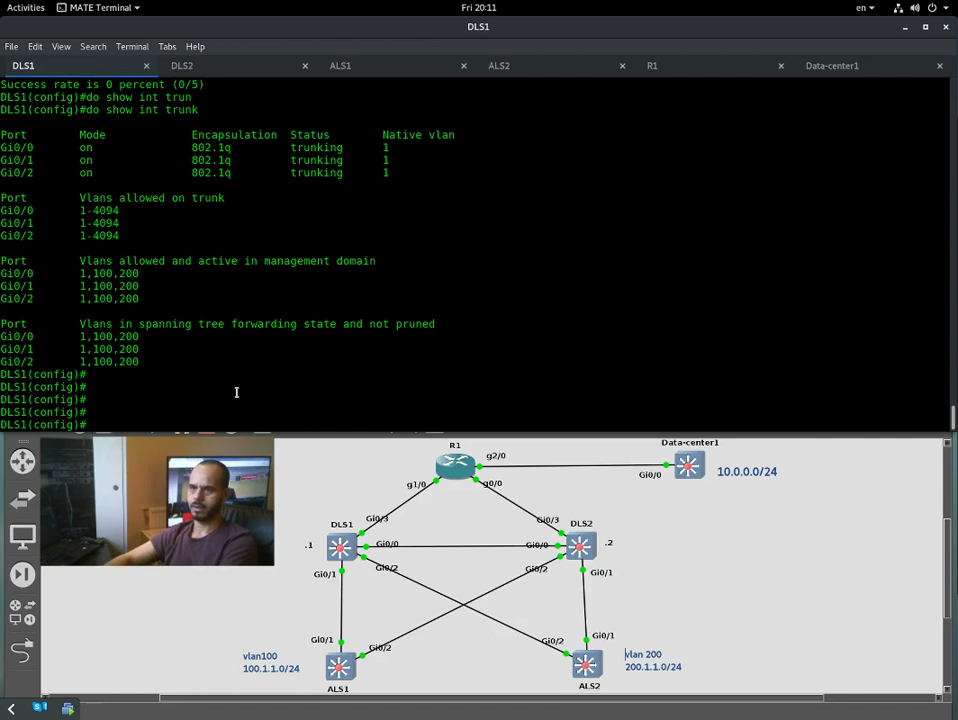 Activities MATE Terminal Fri 20:11 en
DLS1
File Edit View Search Terminal Tabs Help
DLS1 × DLS2 × ALS1 × ALS2 × R1 × Data-center1 ×
Success rate is 0 percent (0/5)
DLS1(config)#do show int trun
DLS1(config)#do show int trunk
Port Mode Encapsulation Status Native vlan
Gi0/0 on 802.1q trunking 1
Gi0/1 on 802.1q trunking 1
Gi0/2 on 802.1q trunking 1
Port Vlans allowed on trunk
Gi0/0 1-4094
Gi0/1 1-4094
Gi0/2 1-4094
Port Vlans allowed and active in management domain
Gi0/0 1,100,200
Gi0/1 1,100,200
Gi0/2 1,100,200
Port Vlans in spanning tree forwarding state and not pruned
Gi0/0 1,100,200
Gi0/1 1,100,200
Gi0/2 1,100,200
DLS1(config)#
DLS1(config)#
DLS1(config)#
DLS1(config)#
DLS1(config)#
R1 Data-center1
g2/0
Gi0/0 10.0.0.0/24
g1/0 g0/0
Gi0/3 Gi0/3
DLS1 DLS2
.1 Gi0/0 Gi0/0 .2
Gi0/2 Gi0/2
Gi0/1 Gi0/1
Gi0/1 Gi0/2 Gi0/2 Gi0/1
vlan100
100.1.1.0/24
vlan 200
200.1.1.0/24
ALS1 ALS2